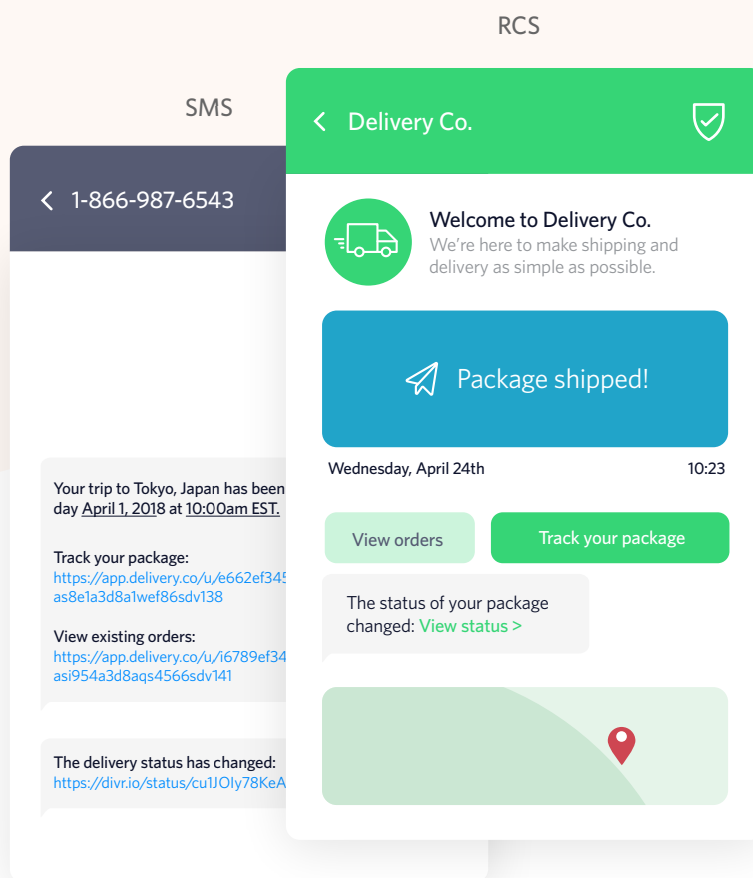 RCS
SMS
Delivery Co.
1-866-987-6543
Welcome to Delivery Co.
We're here to make shipping and
delivery as simple as possible.
Package shipped!
Wednesday, April 24th 10:23
View orders Track your package
The status of your package
changed: View status >
Your trip to Tokyo, Japan has been
day April 1, 2018 at 10:00am EST.
Track your package:
https://app.delivery.co/u/e662ef345
as8e1a3d8a1wef86sdv138
View existing orders:
https://app.delivery.co/u/i6789ef34
asi954a3d8aqs4566sdv141
The delivery status has changed:
https://divr.io/status/cu1JOIy78KeA